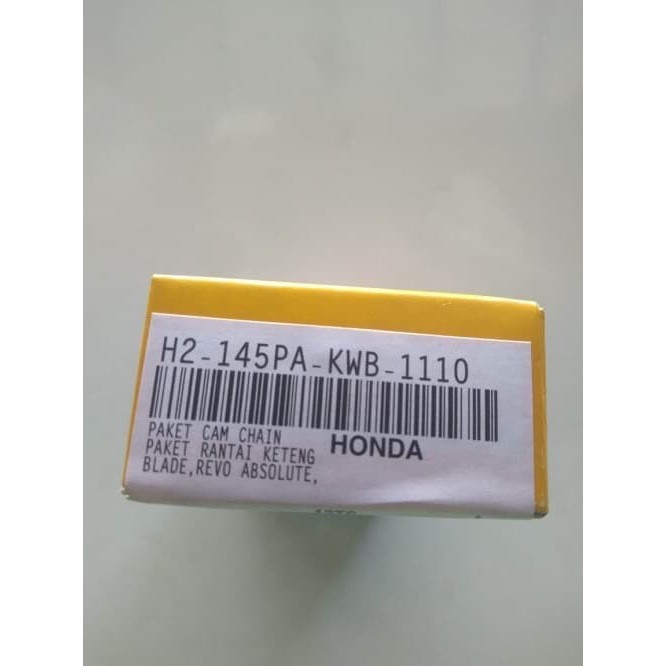 H2-145PA-KWB-1110
PAKET CAM CHAIN
PAKET RANTAI KETENG
BLADE,REVO ABSOLUTE,
HONDA